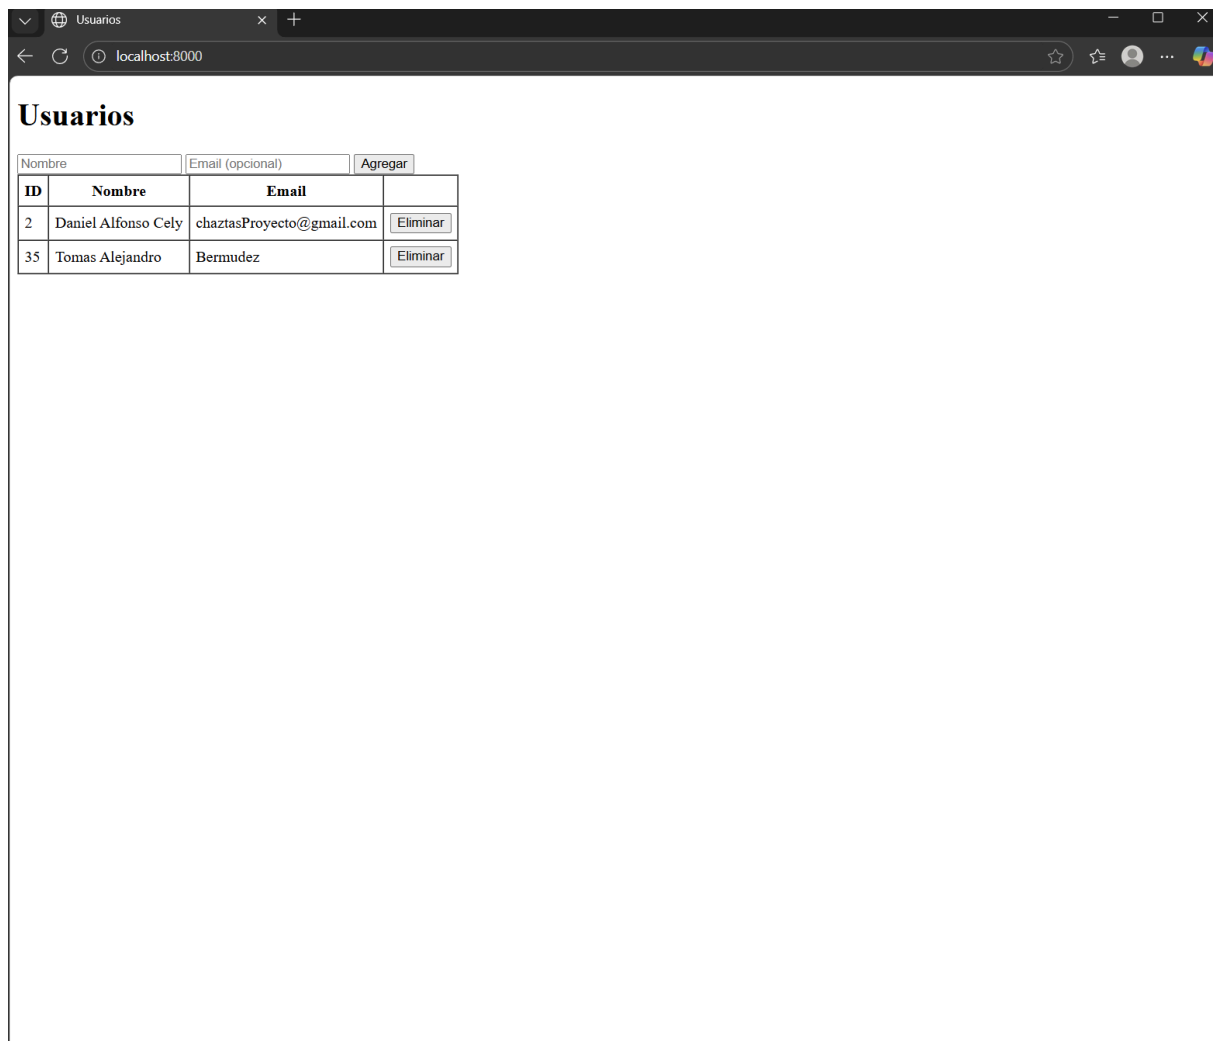 Usuarios
localhost:8000
Usuarios
Nombre Email (opcional) Agregar
ID Nombre Email
2 Daniel Alfonso Cely chaztasProyecto@gmail.com Eliminar
35 Tomas Alejandro Bermudez Eliminar